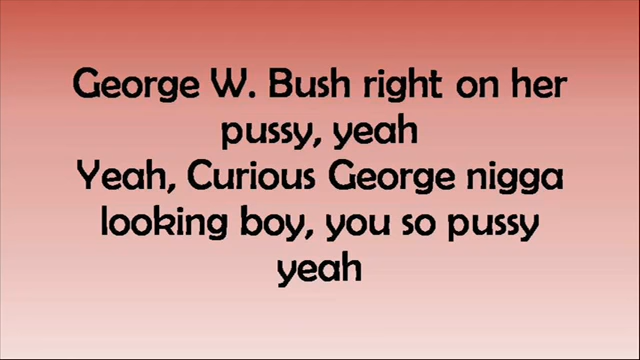 George W. Bush right on her
pussy, yeah
Yeah, Curious George nigga
looking boy, you so pussy
yeah